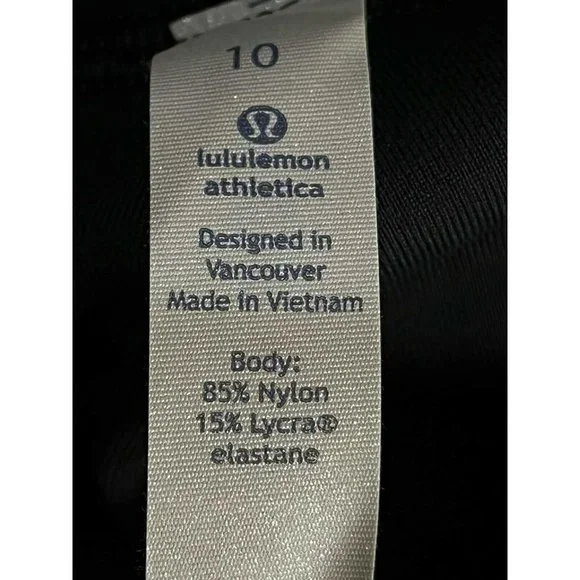 10
lululemon
athletica
Designed in
Vancouver
Made in Vietnam
Body:
85% Nylon
15% Lycra®
elastane